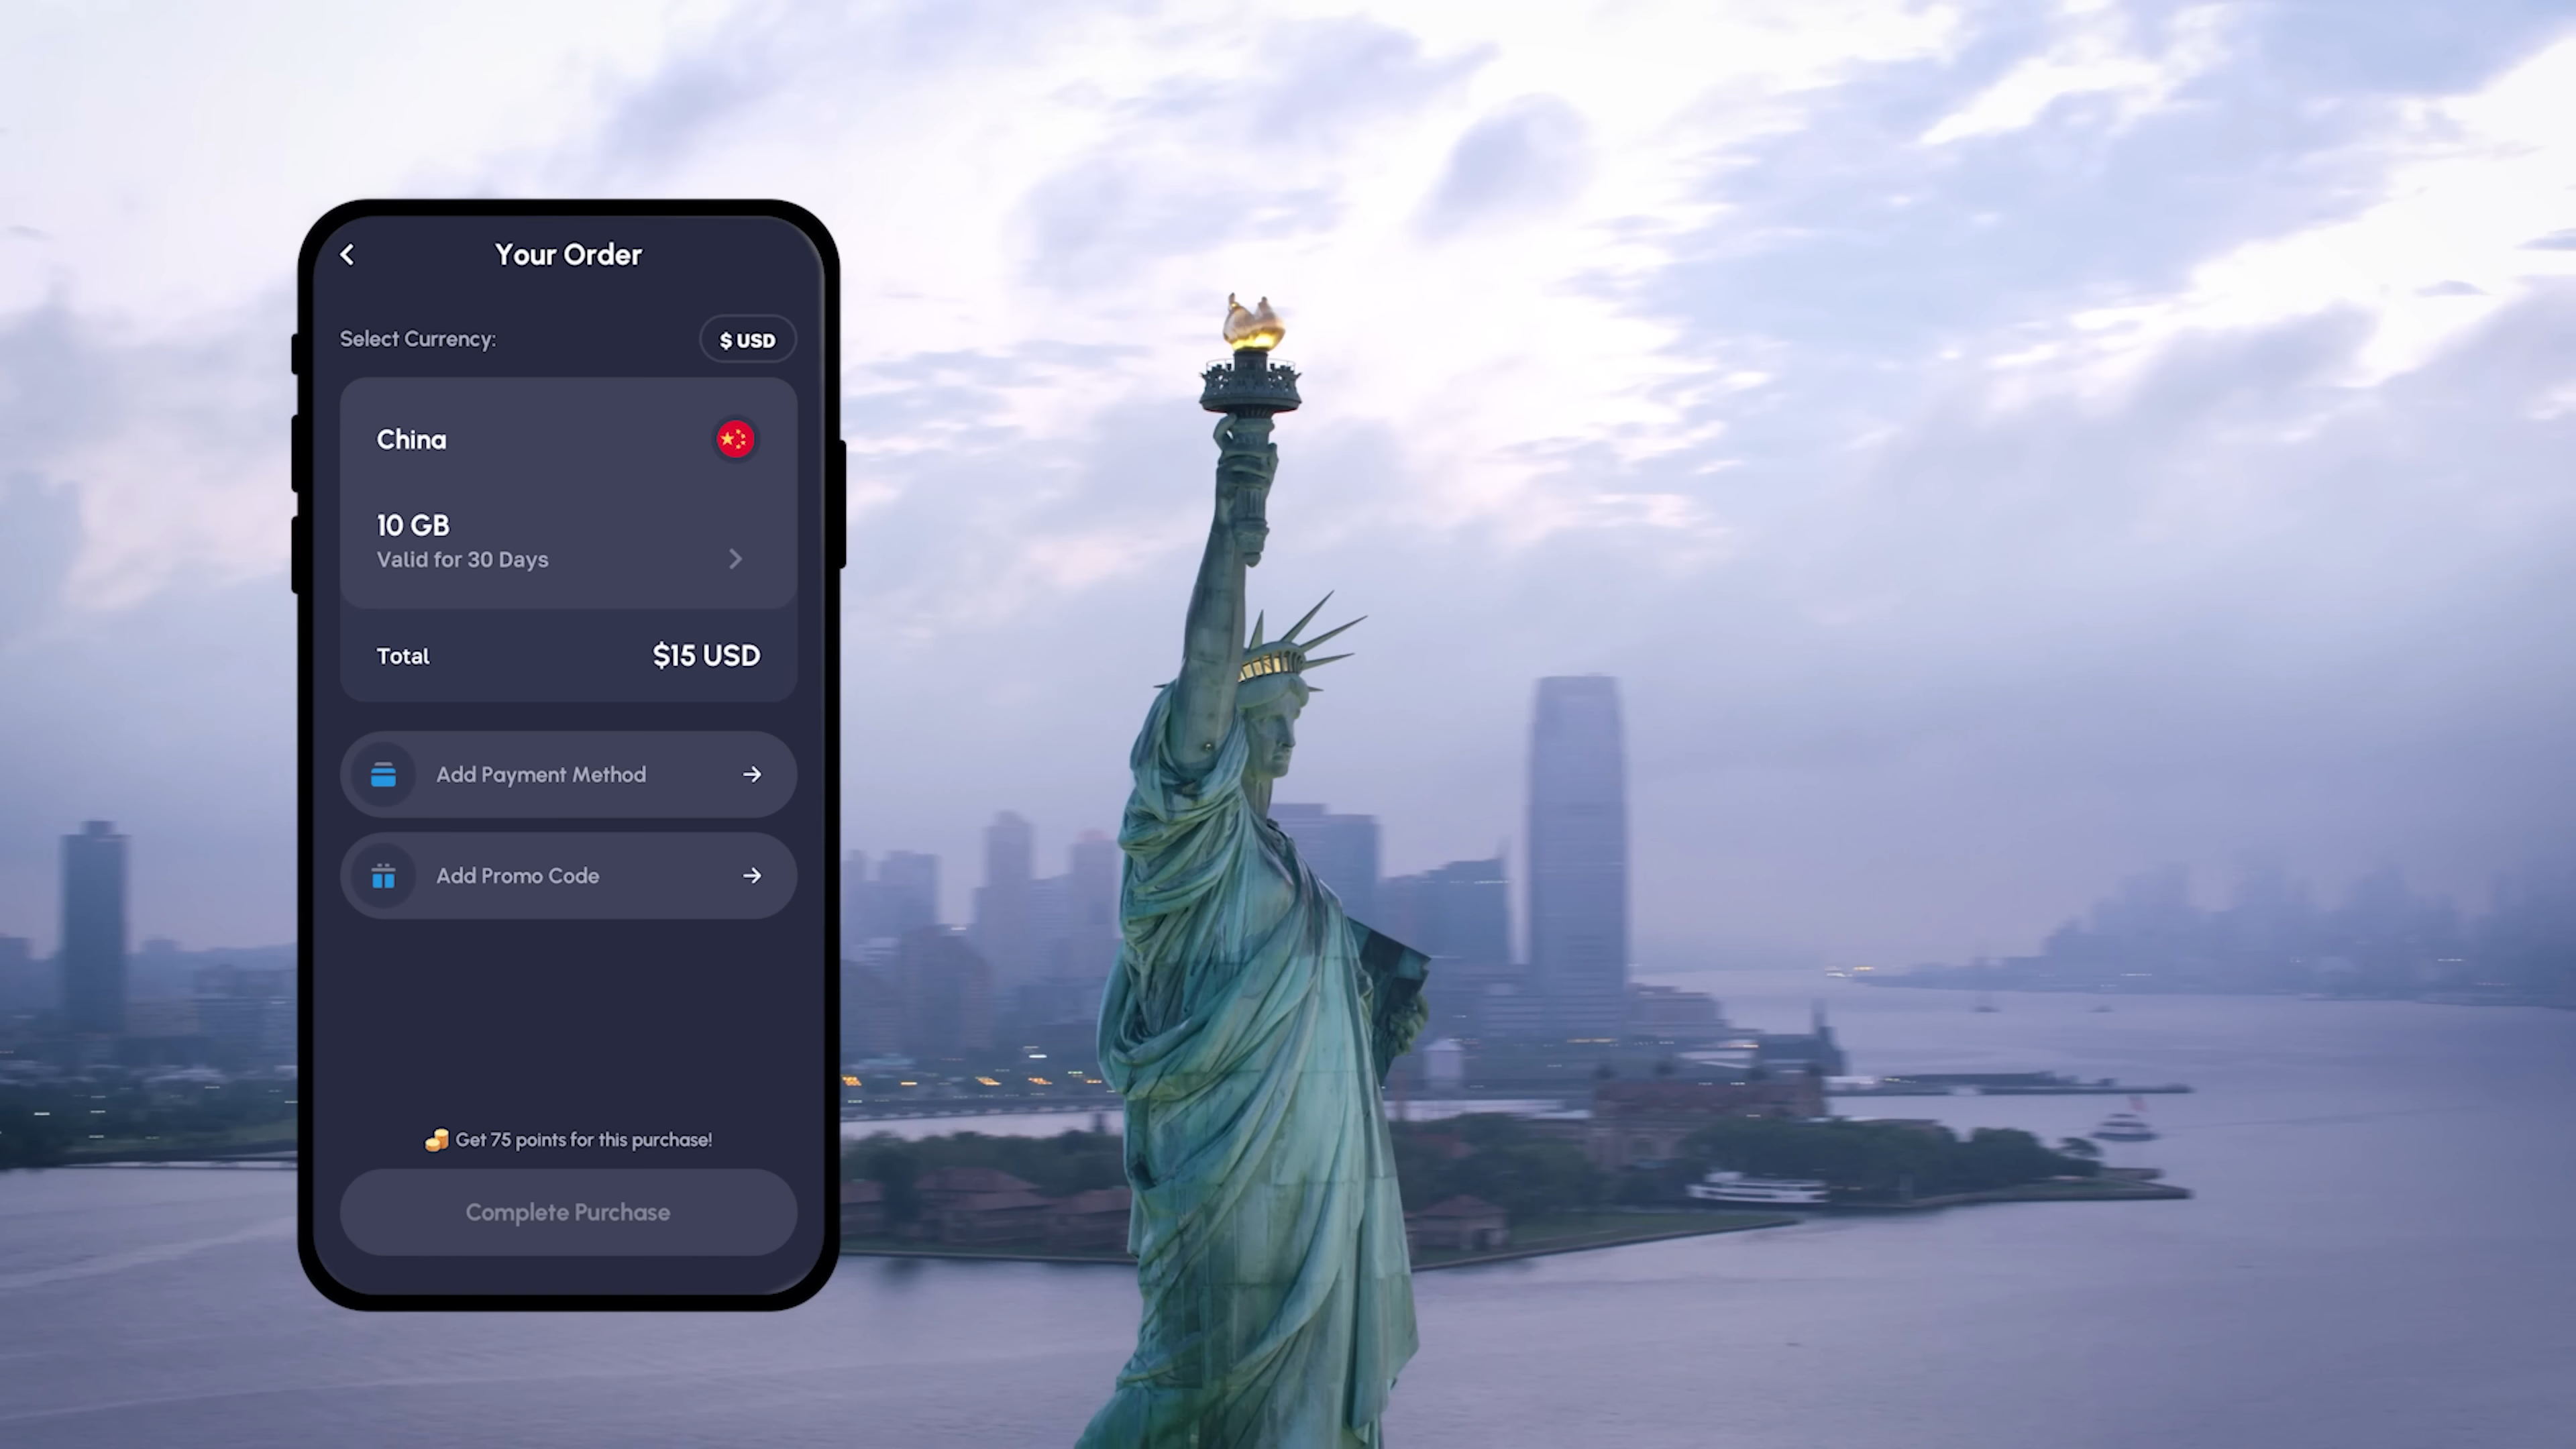 Your Order
Select Currency:
$ USD
China
10 GB
Valid for 30 Days
Total
$15 USD
Add Payment Method
Add Promo Code
Get 75 points for this purchase!
Complete Purchase